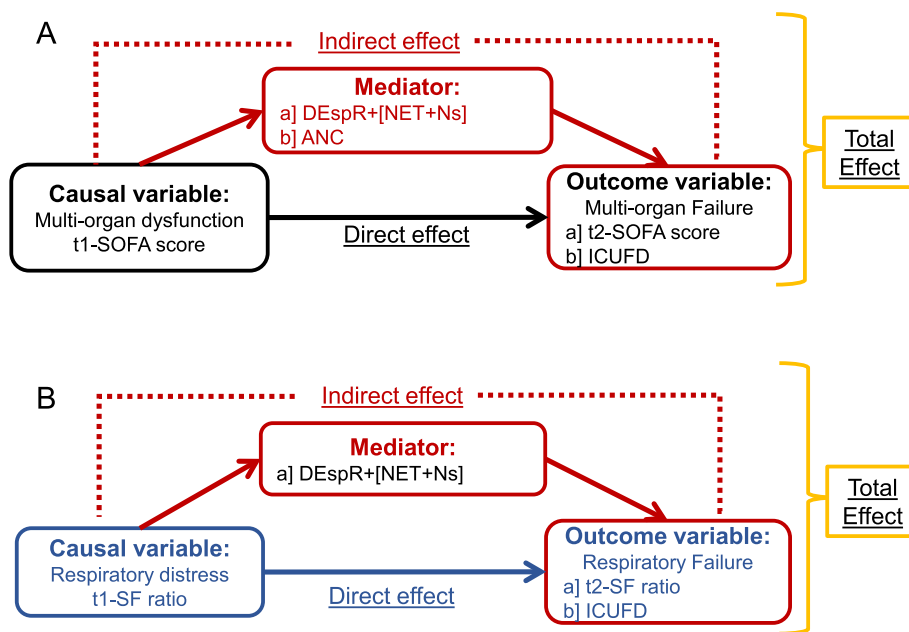 A
Indirect effect
Mediator:
a] DEspR+[NET+Ns]
b] ANC
Causal variable:
Multi-organ dysfunction
t1-SOFA score
Direct effect
Outcome variable:
Multi-organ Failure
a] t2-SOFA score
b] ICUFD
Total
Effect
B
Indirect effect
Mediator:
a] DEspR+[NET+Ns]
Causal variable:
Respiratory distress
t1-SF ratio
Direct effect
Outcome variable:
Respiratory Failure
a] t2-SF ratio
b] ICUFD
Total
Effect